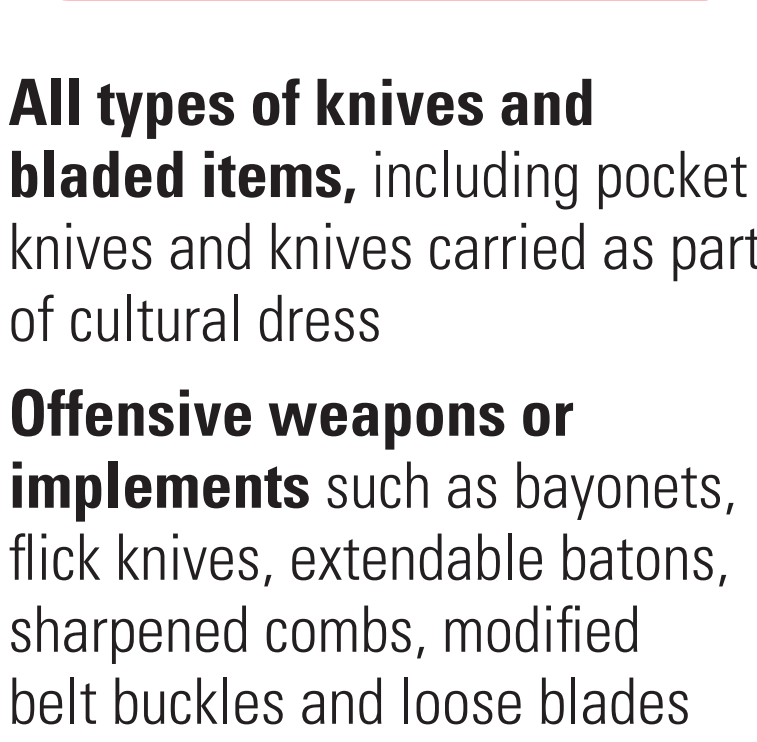 All types of knives and
bladed items, including pocket
knives and knives carried as part
of cultural dress
Offensive weapons or
implements such as bayonets,
flick knives, extendable batons,
sharpened combs, modified
belt buckles and loose blades